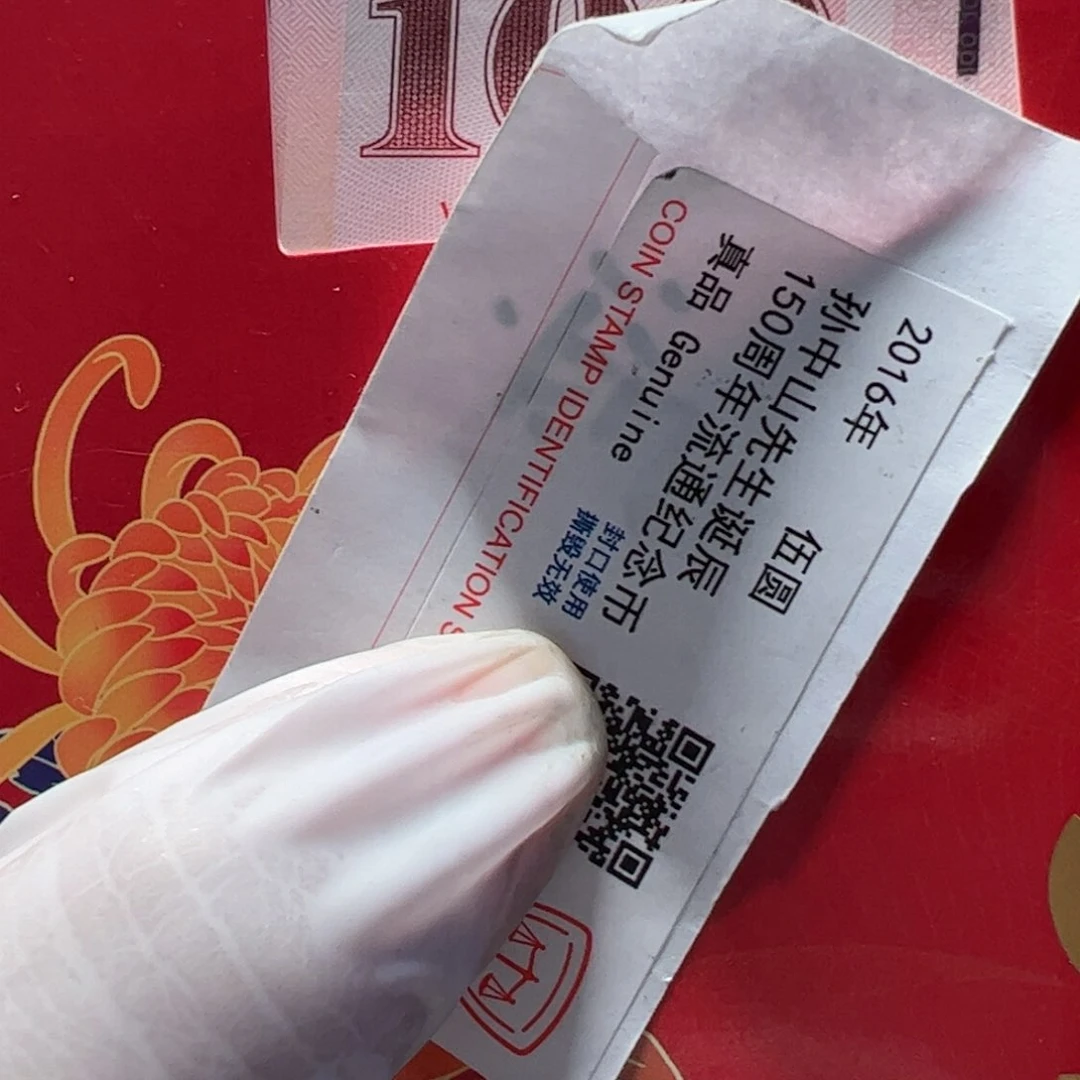 2016年 伍圆
孙中山先生诞辰
150周年流通纪念币
真品 Genuine
封口使用
撕毁无效
COIN STAMP IDENTIFICATION